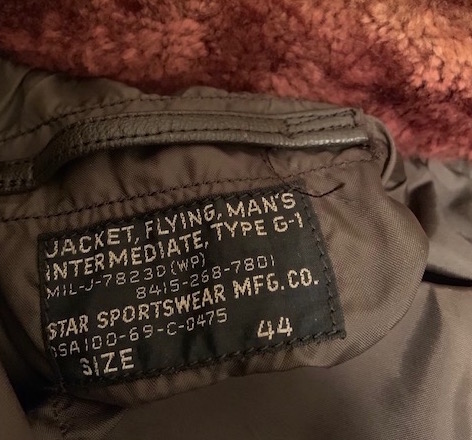 JACKET, FLYING, MAN'S
INTERMEDIATE, TYPE G-1
MIL-J-7823D(WP)
8415-268-7801
STAR SPORTSWEAR MFG.CO.
DSA100-69-C-0475
SIZE 44